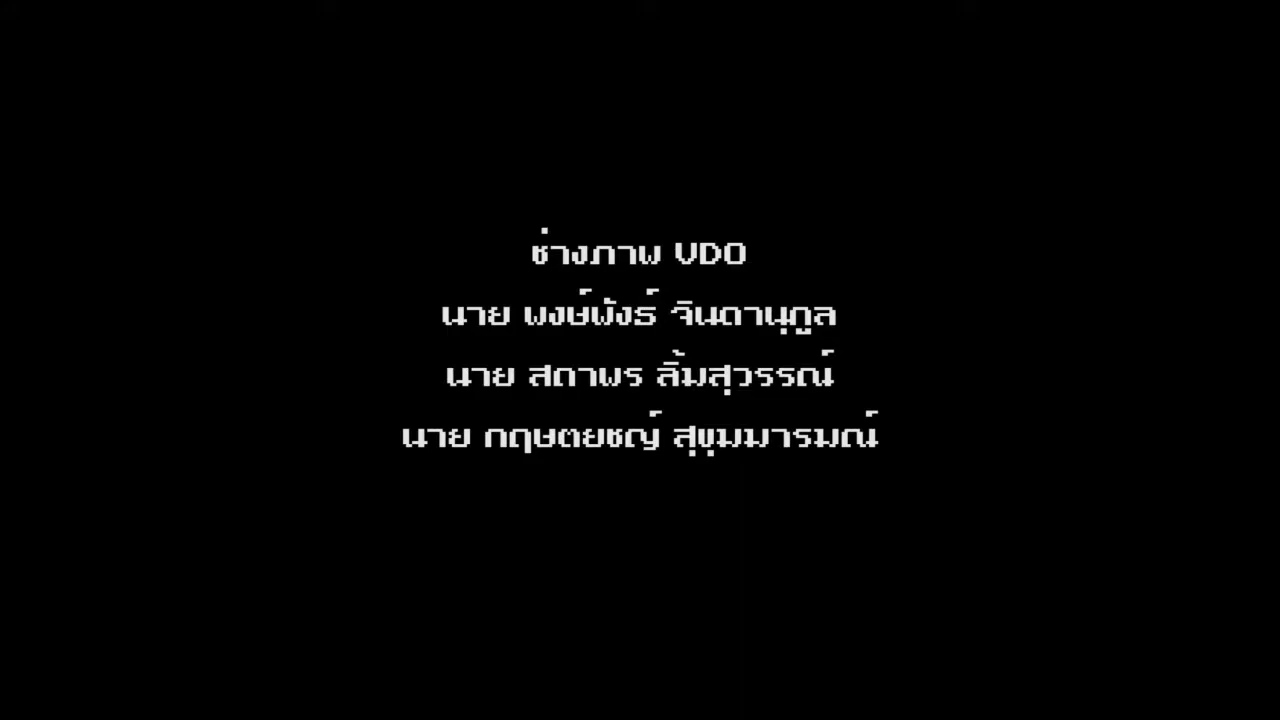 ช่างภาพ VDO
นาย พงษ์พังธ์ จินดานุกูล
นาย สถาพร ลิ้มสุวรรณ์
นาย กฤษตยชญ์ สุขุมมารมณ์